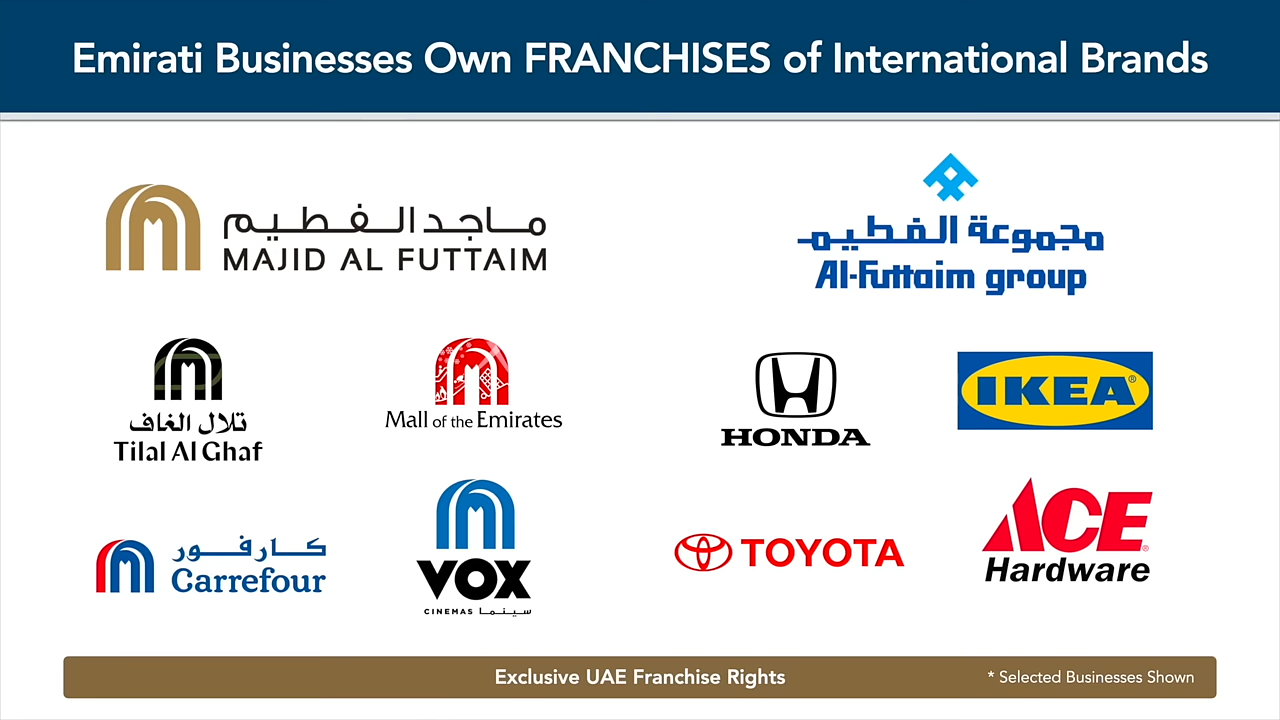 Emirati Businesses Own FRANCHISES of International Brands
ماجد الفطيم
MAJID AL FUTTAIM
مجموعة الفطيم
Al-Futtaim group
تلال الغاف
Tilal Al Ghaf
Mall of the Emirates
HONDA
IKEA®
كارفور
Carrefour
VOX
CINEMAS سينما
TOYOTA
ACE®
Hardware
Exclusive UAE Franchise Rights
* Selected Businesses Shown